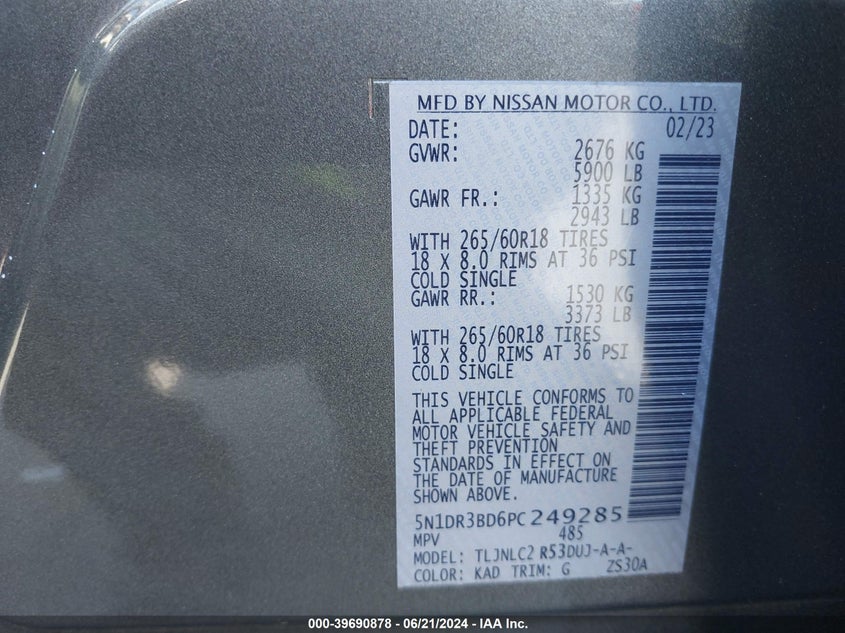 MFD BY NISSAN MOTOR CO., LTD.
DATE: 02/23
GVWR: 2676 KG
5900 LB
GAWR FR.: 1335 KG
2943 LB
WITH 265/60R18 TIRES
18 X 8.0 RIMS AT 36 PSI
COLD SINGLE
GAWR RR.: 1530 KG
3373 LB
WITH 265/60R18 TIRES
18 X 8.0 RIMS AT 36 PSI
COLD SINGLE
THIS VEHICLE CONFORMS TO
ALL APPLICABLE FEDERAL
MOTOR VEHICLE SAFETY AND
THEFT PREVENTION
STANDARDS IN EFFECT ON
THE DATE OF MANUFACTURE
SHOWN ABOVE.
5N1DR3BD6PC249285
MPV 485
MODEL: TLJNLC2 R53DUJ-A-A-
COLOR: KAD TRIM: G ZS30A
000-39690878 - 06/21/2024 - IAA Inc.